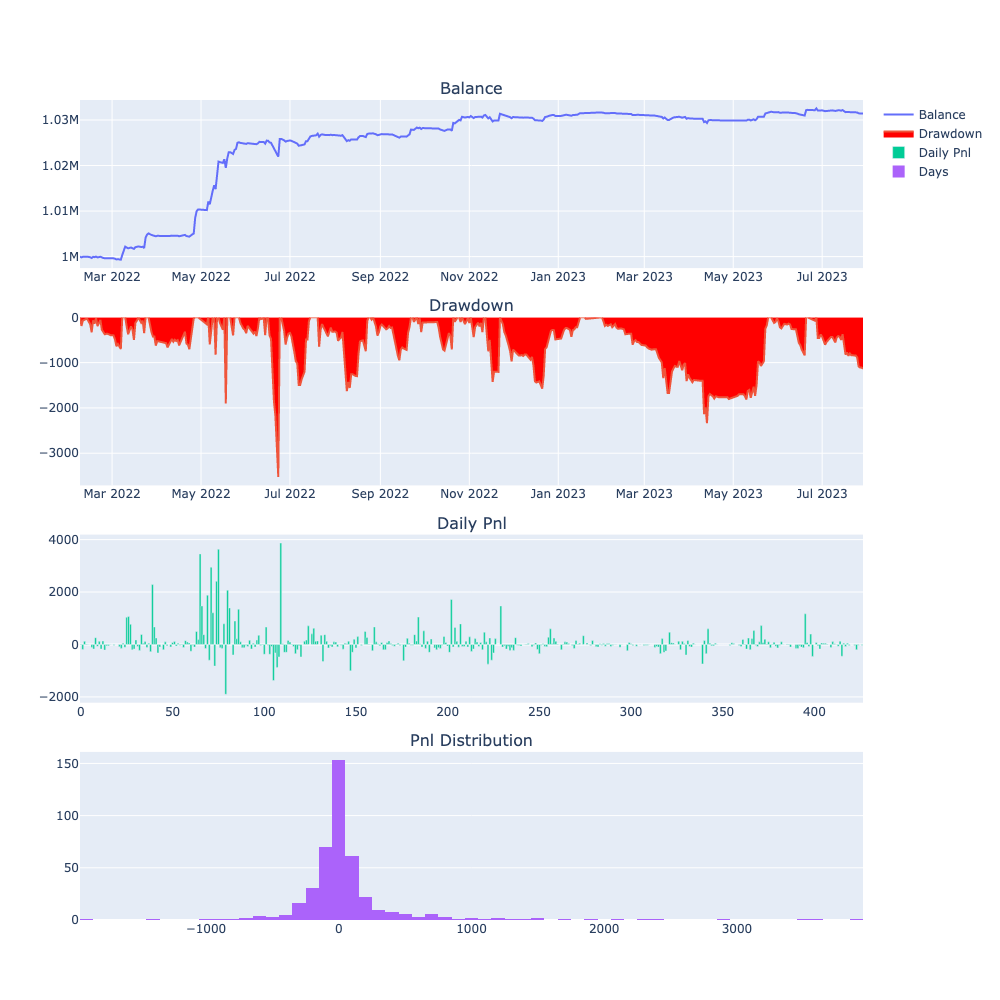 Balance
1.03M
1.02M
1.01M
1M
Mar 2022 May 2022 Jul 2022 Sep 2022 Nov 2022 Jan 2023 Mar 2023 May 2023 Jul 2023
Balance
Drawdown
Daily Pnl
Days
Drawdown
0
−1000
−2000
−3000
Mar 2022 May 2022 Jul 2022 Sep 2022 Nov 2022 Jan 2023 Mar 2023 May 2023 Jul 2023
Daily Pnl
4000
2000
0
−2000
0 50 100 150 200 250 300 350 400
Pnl Distribution
150
100
50
0
−1000 0 1000 2000 3000